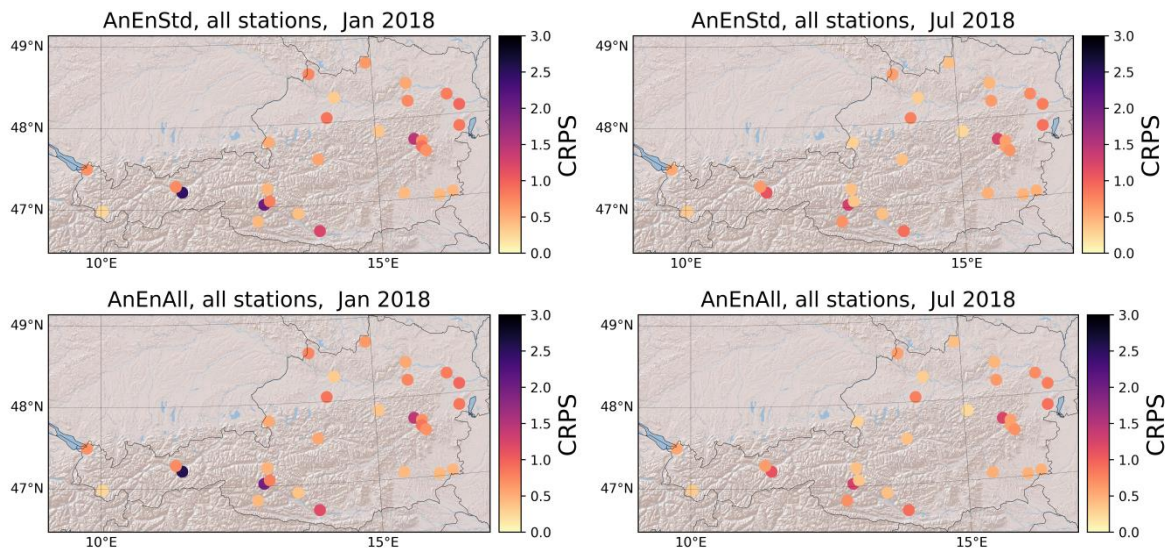 AnEnStd, all stations, Jan 2018
49°N
48°N
47°N
10°E
15°E
3.0
2.5
2.0
1.5
1.0
0.5
0.0
CRPS
AnEnStd, all stations, Jul 2018
49°N
48°N
47°N
10°E
15°E
3.0
2.5
2.0
1.5
1.0
0.5
0.0
CRPS
AnEnAll, all stations, Jan 2018
49°N
48°N
47°N
10°E
15°E
3.0
2.5
2.0
1.5
1.0
0.5
0.0
CRPS
AnEnAll, all stations, Jul 2018
49°N
48°N
47°N
10°E
15°E
3.0
2.5
2.0
1.5
1.0
0.5
0.0
CRPS